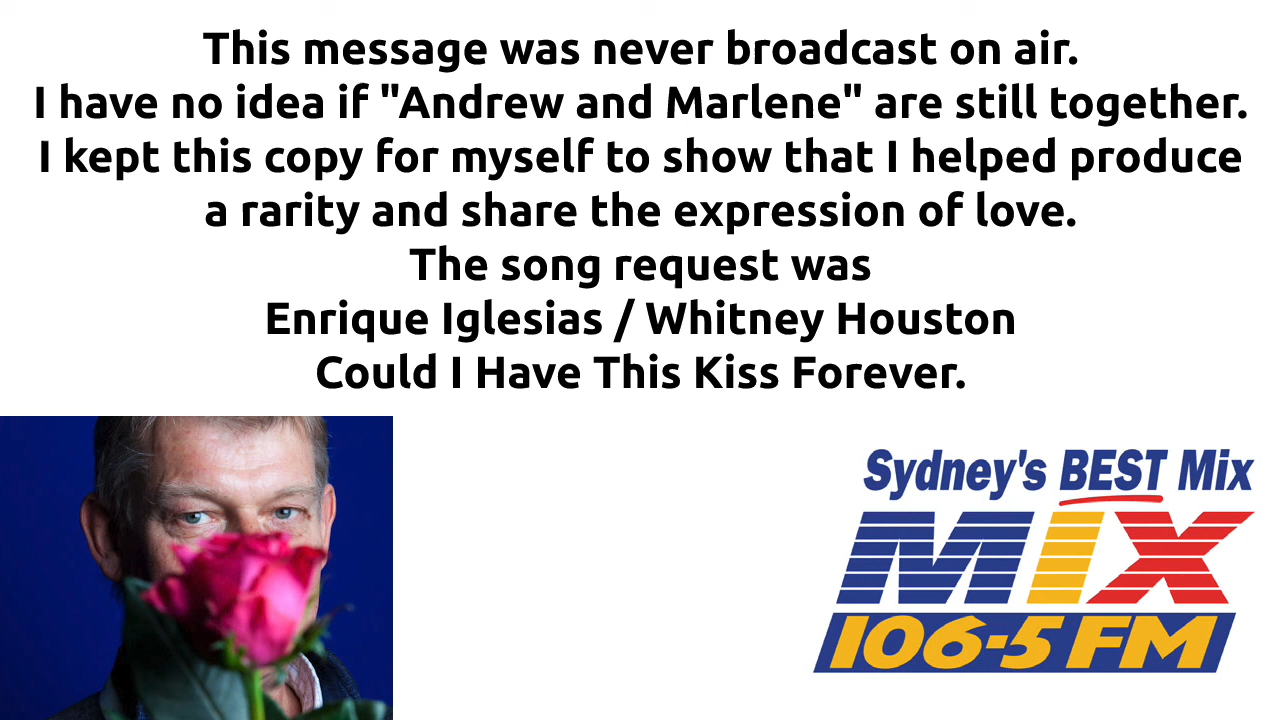 This message was never broadcast on air.
I have no idea if "Andrew and Marlene" are still together.
I kept this copy for myself to show that I helped produce
a rarity and share the expression of love.
The song request was
Enrique Iglesias / Whitney Houston
Could I Have This Kiss Forever.
Sydney's BEST Mix
MIX
106·5 FM